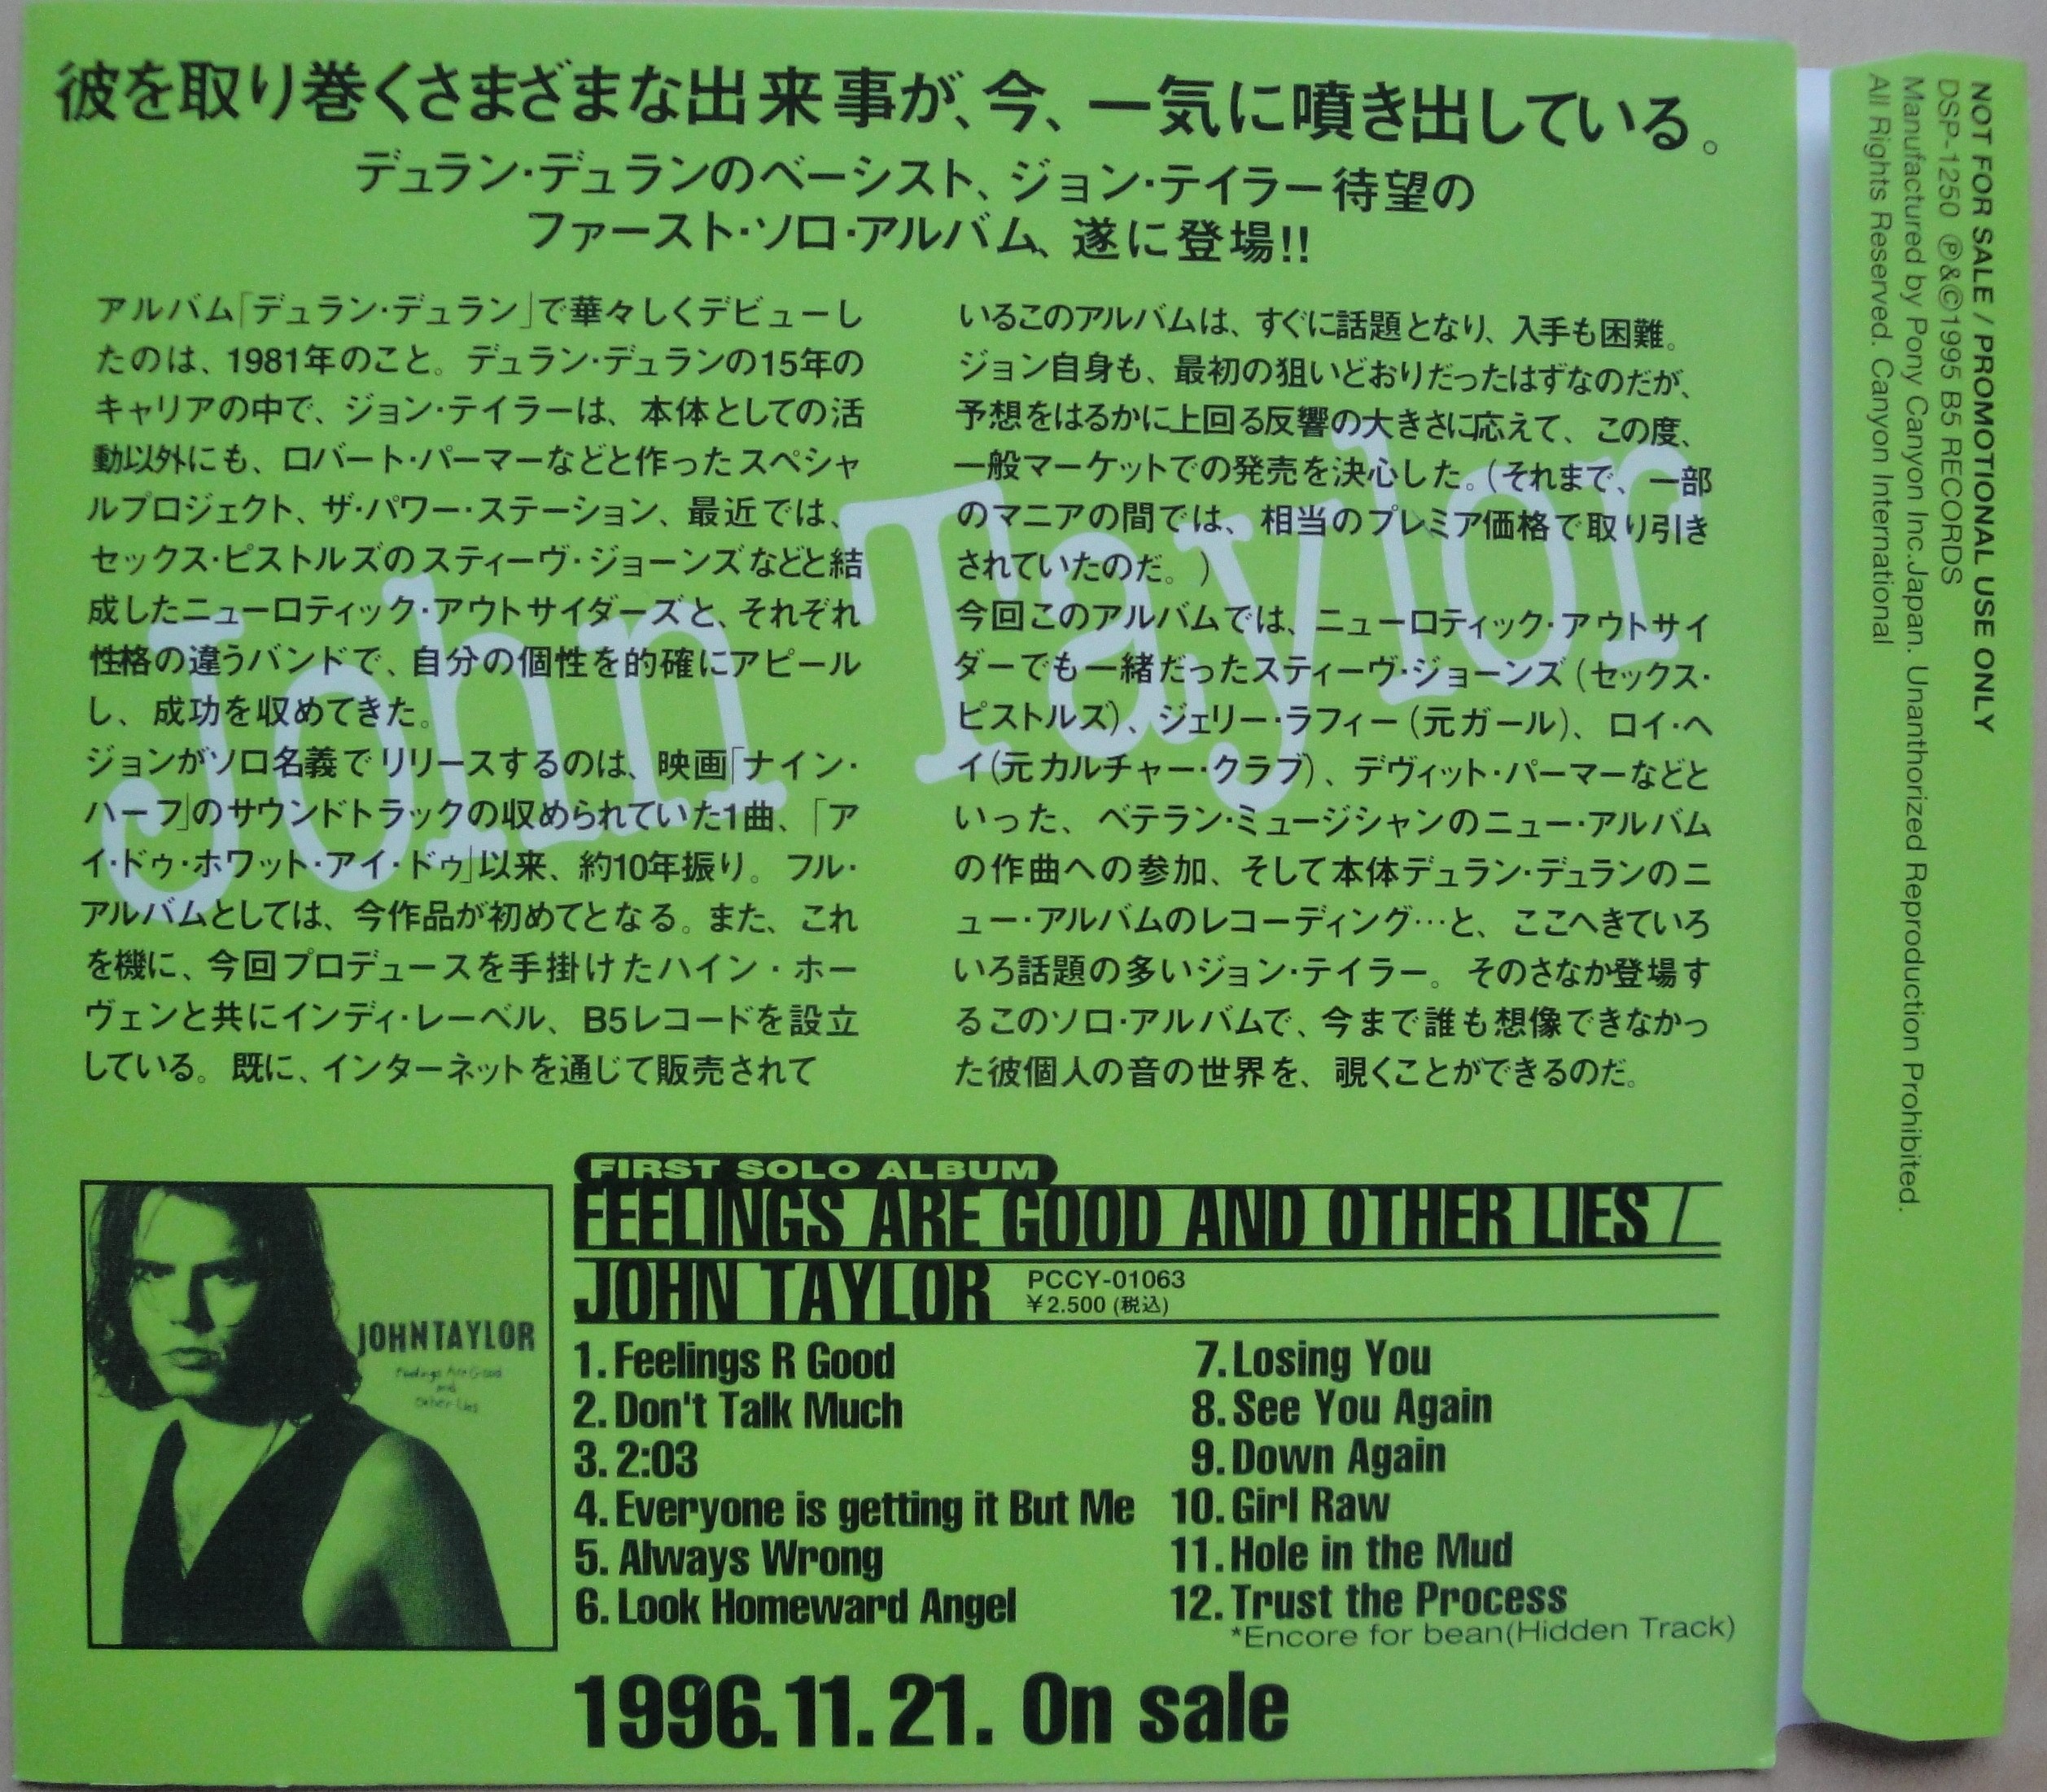 彼を取り巻くさまざまな出来事が、今、一気に噴き出している。
デュラン・デュランのベーシスト、ジョン・テイラー待望の
ファースト・ソロ・アルバム、遂に登場!!
アルバム「デュラン・デュラン」で華々しくデビューし
たのは、1981年のこと。デュラン・デュランの15年の
キャリアの中で、ジョン・テイラーは、本体としての活
動以外にも、ロバート・パーマーなどと作ったスペシャ
ルプロジェクト、ザ・パワー・ステーション、最近では、
セックス・ピストルズのスティーヴ・ジョーンズなどと結
成したニューロティック・アウトサイダーズと、それぞれ
性格の違うバンドで、自分の個性を的確にアピール
し、成功を収めてきた。
ジョンがソロ名義でリリースするのは、映画「ナイン・
ハーフ」のサウンドトラックの収められていた1曲、「ア
イ・ドゥ・ホワット・アイ・ドゥ」以来、約10年振り。フル・
アルバムとしては、今作品が初めてとなる。また、これ
を機に、今回プロデュースを手掛けたハイン・ホー
ヴェンと共にインディ・レーベル、B5レコードを設立
している。既に、インターネットを通じて販売されて
いるこのアルバムは、すぐに話題となり、入手も困難。
ジョン自身も、最初の狙いどおりだったはずなのだが、
予想をはるかに上回る反響の大きさに応えて、この度、
一般マーケットでの発売を決心した。(それまで、一部
のマニアの間では、相当のプレミア価格で取り引き
されていたのだ。)
今回このアルバムでは、ニューロティック・アウトサイ
ダーでも一緒だったスティーヴ・ジョーンズ(セックス・
ピストルズ)、ジェリー・ラフィー(元ガール)、ロイ・ヘ
イ(元カルチャー・クラブ)、デヴィット・パーマーなどと
いった、ベテラン・ミュージシャンのニュー・アルバム
の作曲への参加、そして本体デュラン・デュランのニ
ュー・アルバムのレコーディング…と、ここへきていろ
いろ話題の多いジョン・テイラー。そのさなか登場す
るこのソロ・アルバムで、今まで誰も想像できなかっ
た彼個人の音の世界を、覗くことができるのだ。
John Taylor
JOHN TAYLOR
Feelings Are Good
and
Other Lies
FIRST SOLO ALBUM
FEELINGS ARE GOOD AND OTHER LIES /
JOHN TAYLOR PCCY-01063
¥2.500 (税込)
1. Feelings R Good
2. Don't Talk Much
3. 2:03
4. Everyone is getting it But Me
5. Always Wrong
6. Look Homeward Angel
7. Losing You
8. See You Again
9. Down Again
10. Girl Raw
11. Hole in the Mud
12. Trust the Process
*Encore for bean(Hidden Track)
1996.11.21. On sale
NOT FOR SALE / PROMOTIONAL USE ONLY
DSP-1250 Ⓟ&©1995 B5 RECORDS
Manufactured by Pony Canyon Inc.Japan. Unanthorized Reproduction Prohibited.
All Rights Reserved. Canyon International